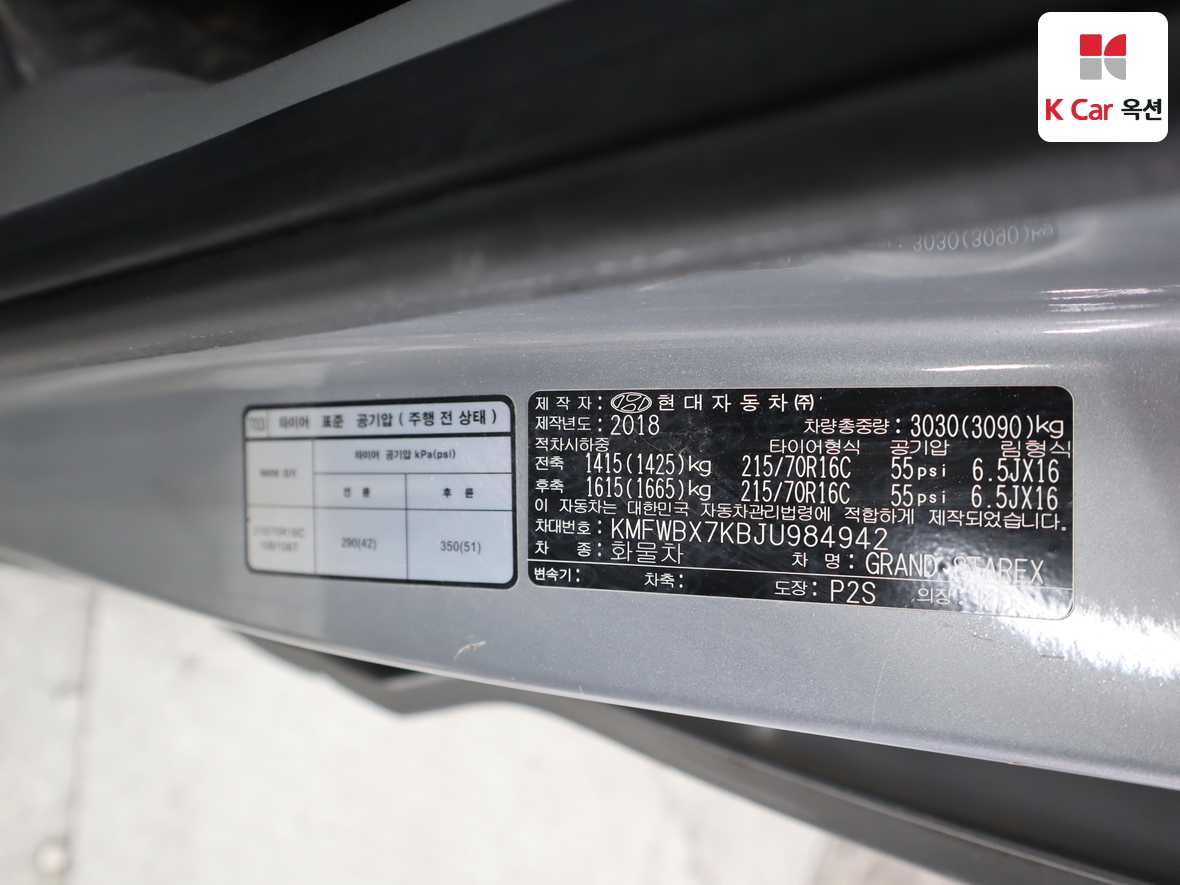 K Car 옥션
3030(3090)kg
T03 타이어 표준 공기압 ( 주행 전 상태 )
타이어 공기압 kPa(psi)
전 륜 후 륜
215/70R16C
290(42) 350(51)
제 작 자 : 현 대 자 동 차 ㈜
제작년도 : 2018 차량총중량 : 3030(3090)kg
적차시하중 타이어형식 공기압 림형식
전축 1415(1425)kg 215/70R16C 55psi 6.5JX16
후축 1615(1665)kg 215/70R16C 55psi 6.5JX16
이 자동차는 대한민국 자동차관리법령에 적합하게 제작되었습니다.
차대번호 : KMFWBX7KBJU984942
차 종 : 화물차 차 명 : GRAND STAREX
변속기 : 차축 : 도장 : P2S 의장 :